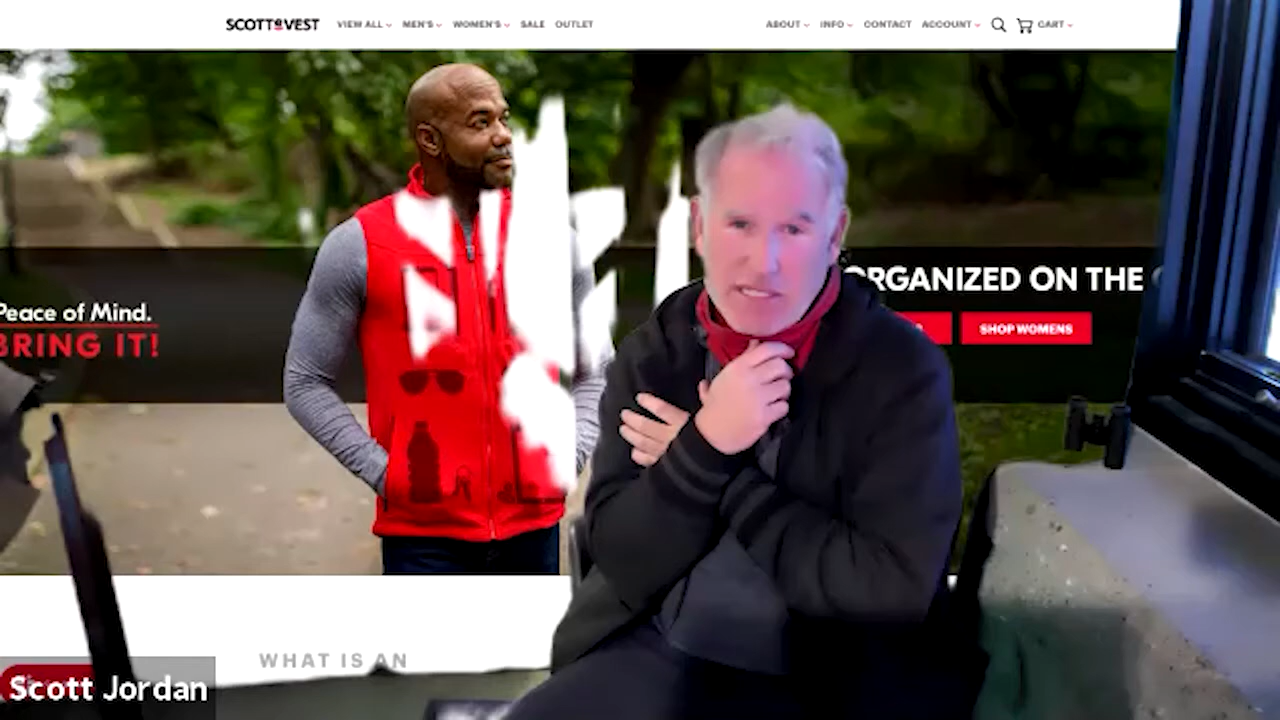 SCOTTeVEST VIEW ALL MEN'S WOMEN'S SALE OUTLET ABOUT INFO CONTACT ACCOUNT CART
Peace of Mind.
BRING IT!
ORGANIZED ON THE
SHOP WOMENS
WHAT IS AN
Scott Jordan